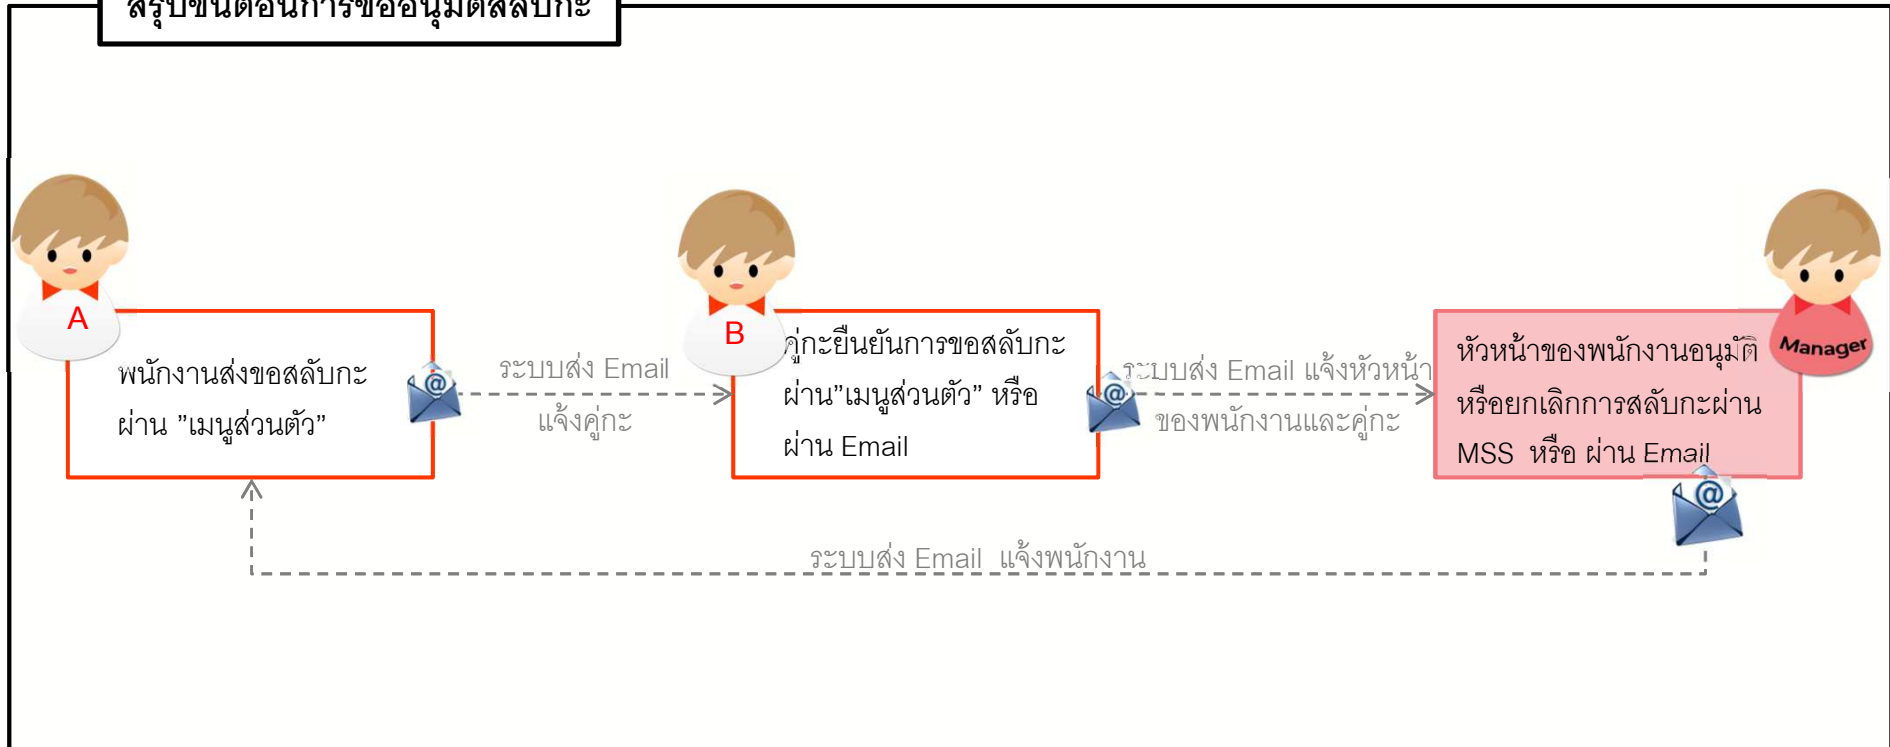 สรุปขั้นตอนการขออนุมัติสลับกะ
A
พนักงานส่งขอสลับกะ
ผ่าน "เมนูส่วนตัว"
ระบบส่ง Email
แจ้งคู่กะ
B
คู่กะยืนยันการขอสลับกะ
ผ่าน"เมนูส่วนตัว" หรือ
ผ่าน Email
ระบบส่ง Email แจ้งหัวหน้า
ของพนักงานและคู่กะ
Manager
หัวหน้าของพนักงานอนุมัติ
หรือยกเลิกการสลับกะผ่าน
MSS หรือ ผ่าน Email
ระบบส่ง Email แจ้งพนักงาน